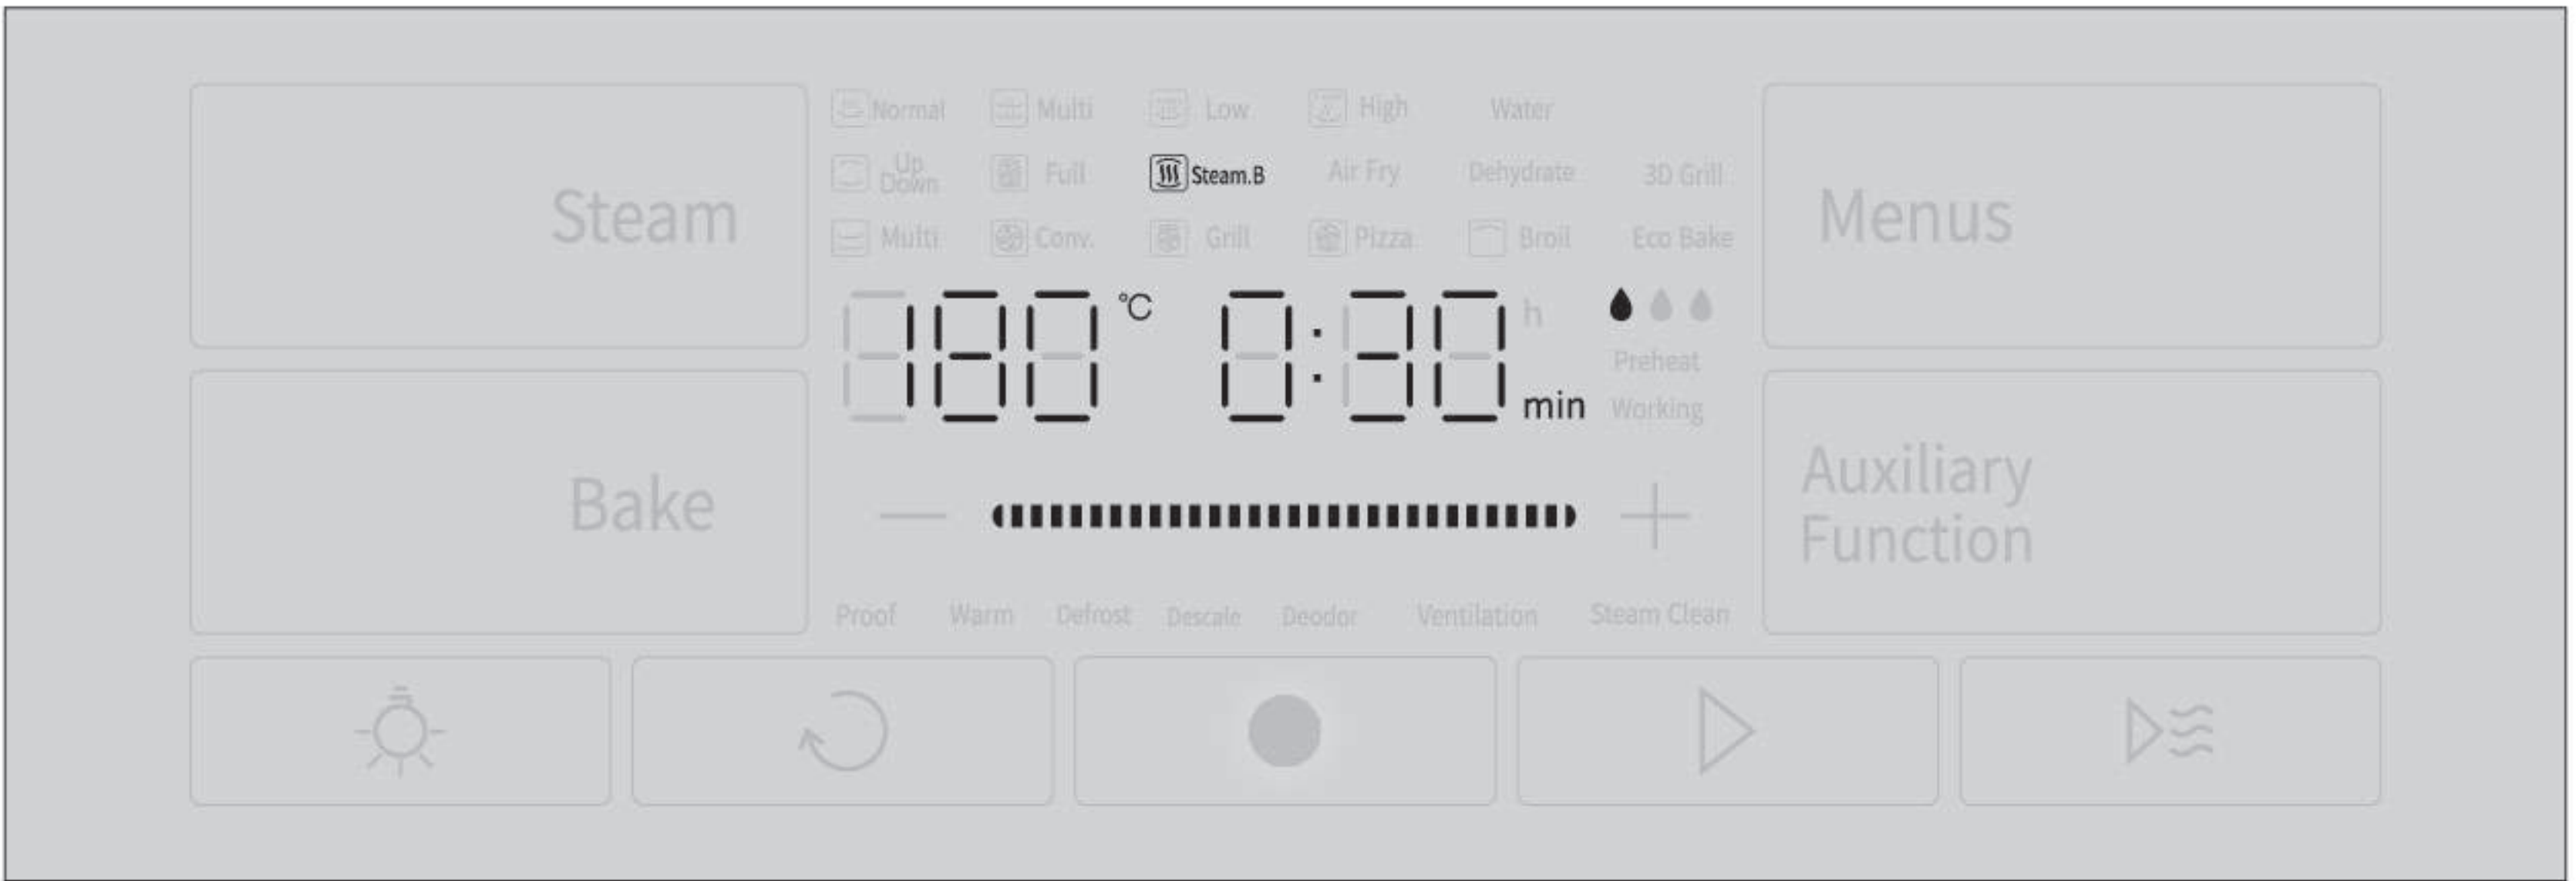 Normal Multi Low High Water
Up Down Full Steam.B Air Fry Dehydrate 3D Grill
Multi Conv. Grill Pizza Broil Eco Bake
Steam
Menus
180 °C 0:30 h min
Preheat
Working
Bake
Auxiliary
Function
Proof Warm Defrost Descale Deodor Ventilation Steam Clean